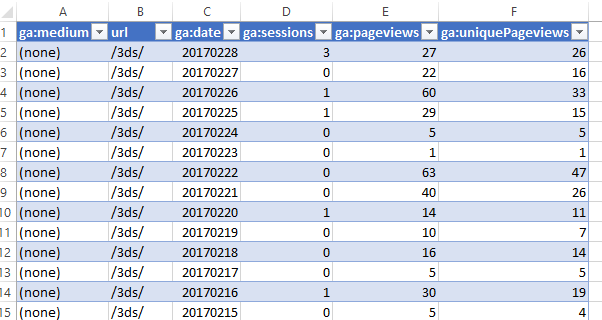 A B C D E F
1 ga:medium url ga:date ga:sessions ga:pageviews ga:uniquePageviews
2 (none) /3ds/ 20170228 3 27 26
3 (none) /3ds/ 20170227 0 22 16
4 (none) /3ds/ 20170226 1 60 33
5 (none) /3ds/ 20170225 1 29 15
6 (none) /3ds/ 20170224 0 5 5
7 (none) /3ds/ 20170223 0 1 1
8 (none) /3ds/ 20170222 0 63 47
9 (none) /3ds/ 20170221 0 40 26
10 (none) /3ds/ 20170220 1 14 11
11 (none) /3ds/ 20170219 0 10 7
12 (none) /3ds/ 20170218 0 16 14
13 (none) /3ds/ 20170217 0 5 5
14 (none) /3ds/ 20170216 1 30 19
15 (none) /3ds/ 20170215 0 5 4